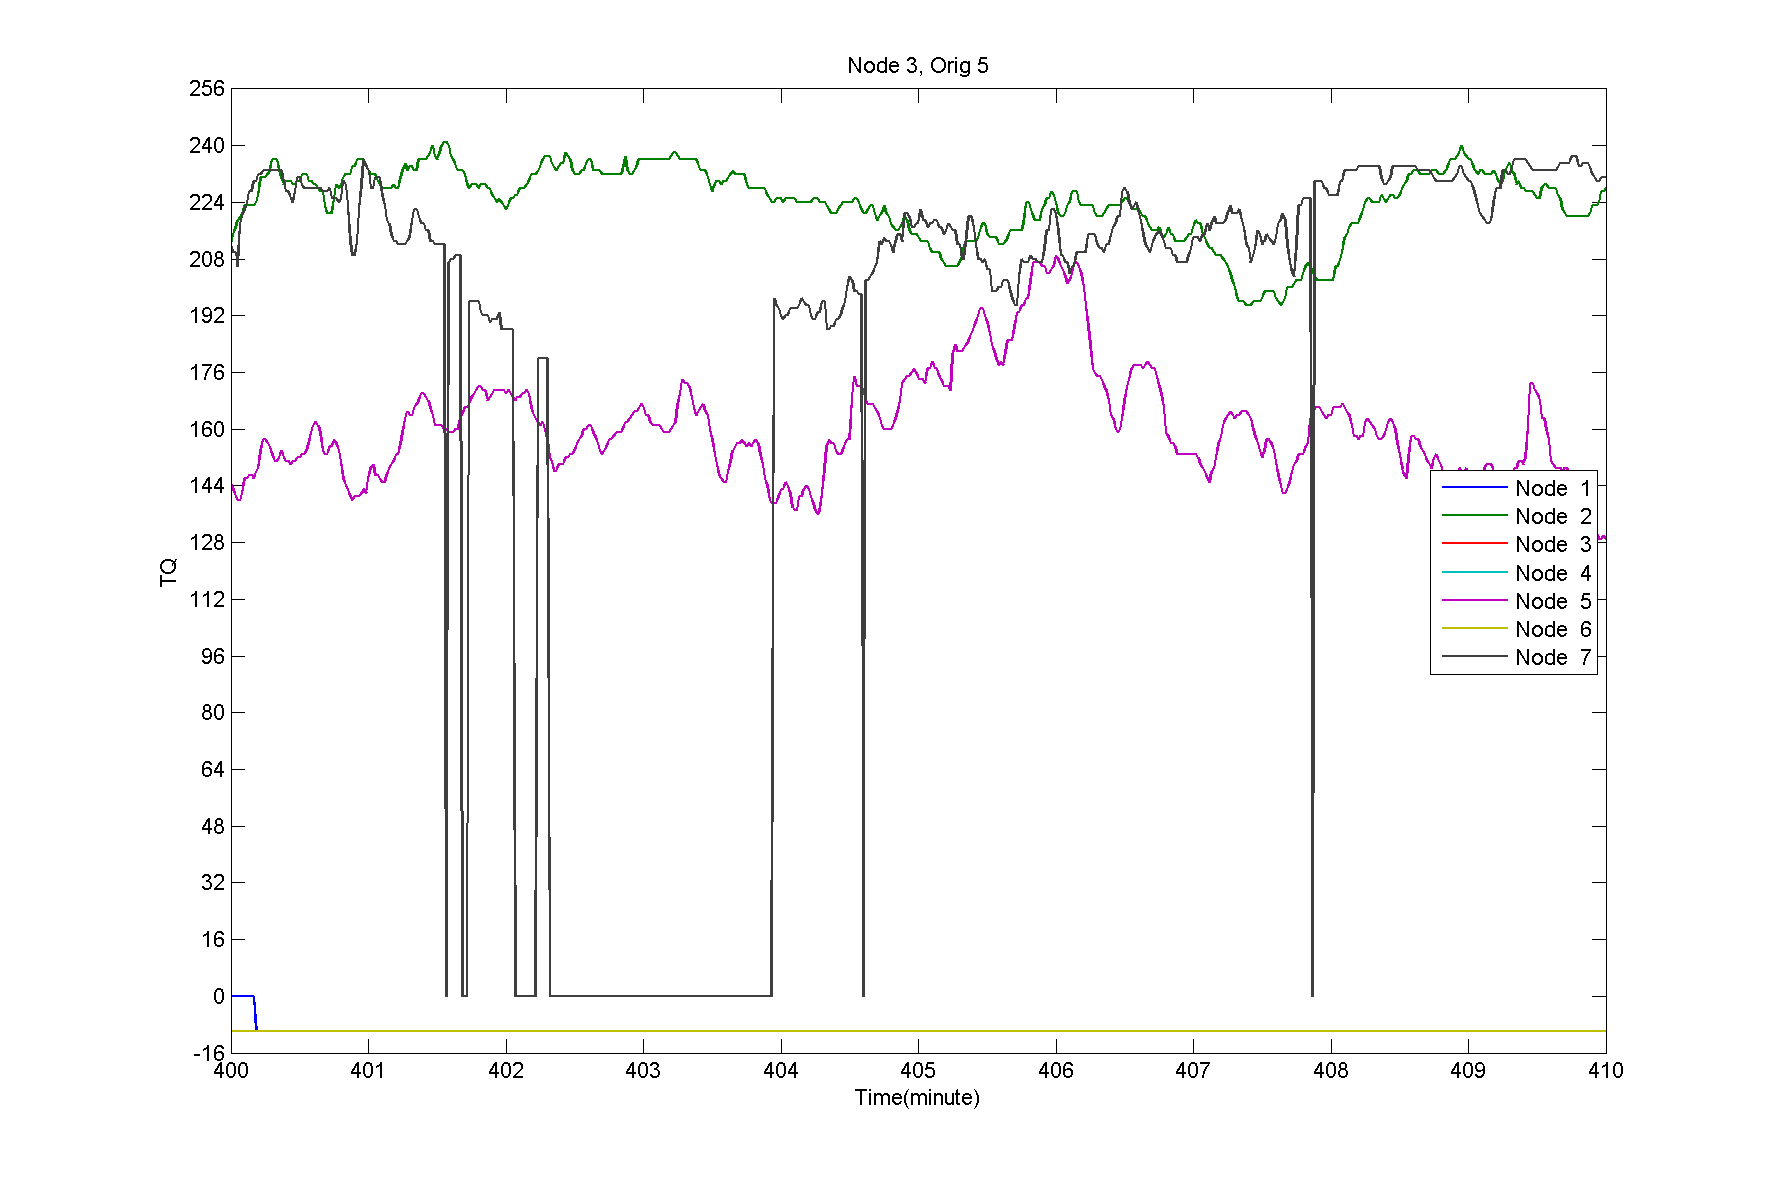 Node 3, Orig 5
256
240
224
208
192
176
160
144
128
112
96
80
64
48
32
16
0
-16
TQ
400 401 402 403 404 405 406 407 408 409 410
Time(minute)
Node 1
Node 2
Node 3
Node 4
Node 5
Node 6
Node 7